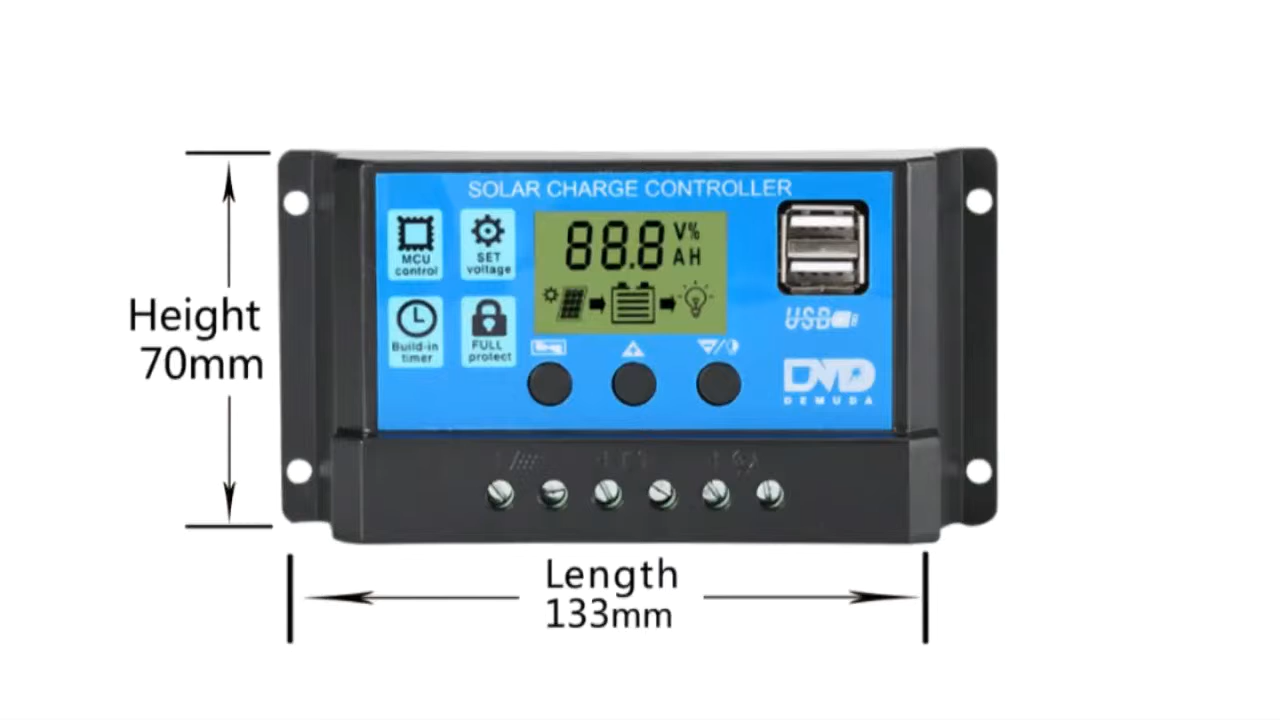 SOLAR CHARGE CONTROLLER
MCU
control
SET
voltage
Build-in
timer
FULL
protect
88.8 V%
AH
USB
DMD
DEMUDA
Height
70mm
Length
133mm